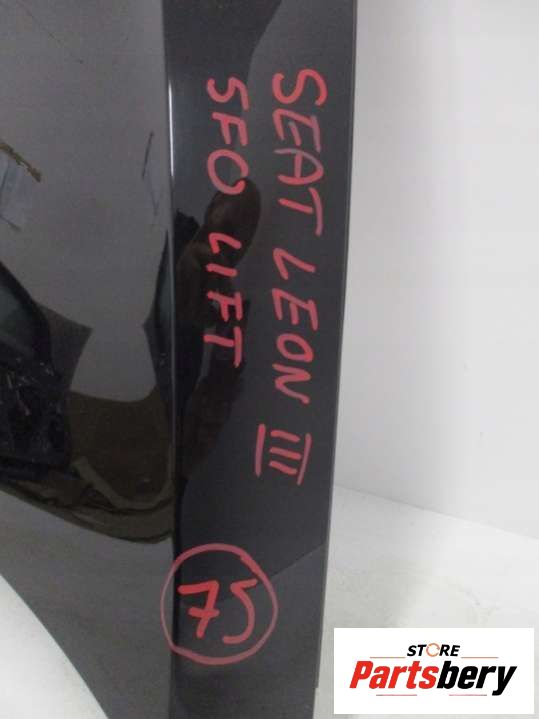 SEAT LEON III
5FO LIFT
75
STORE
Partsbery